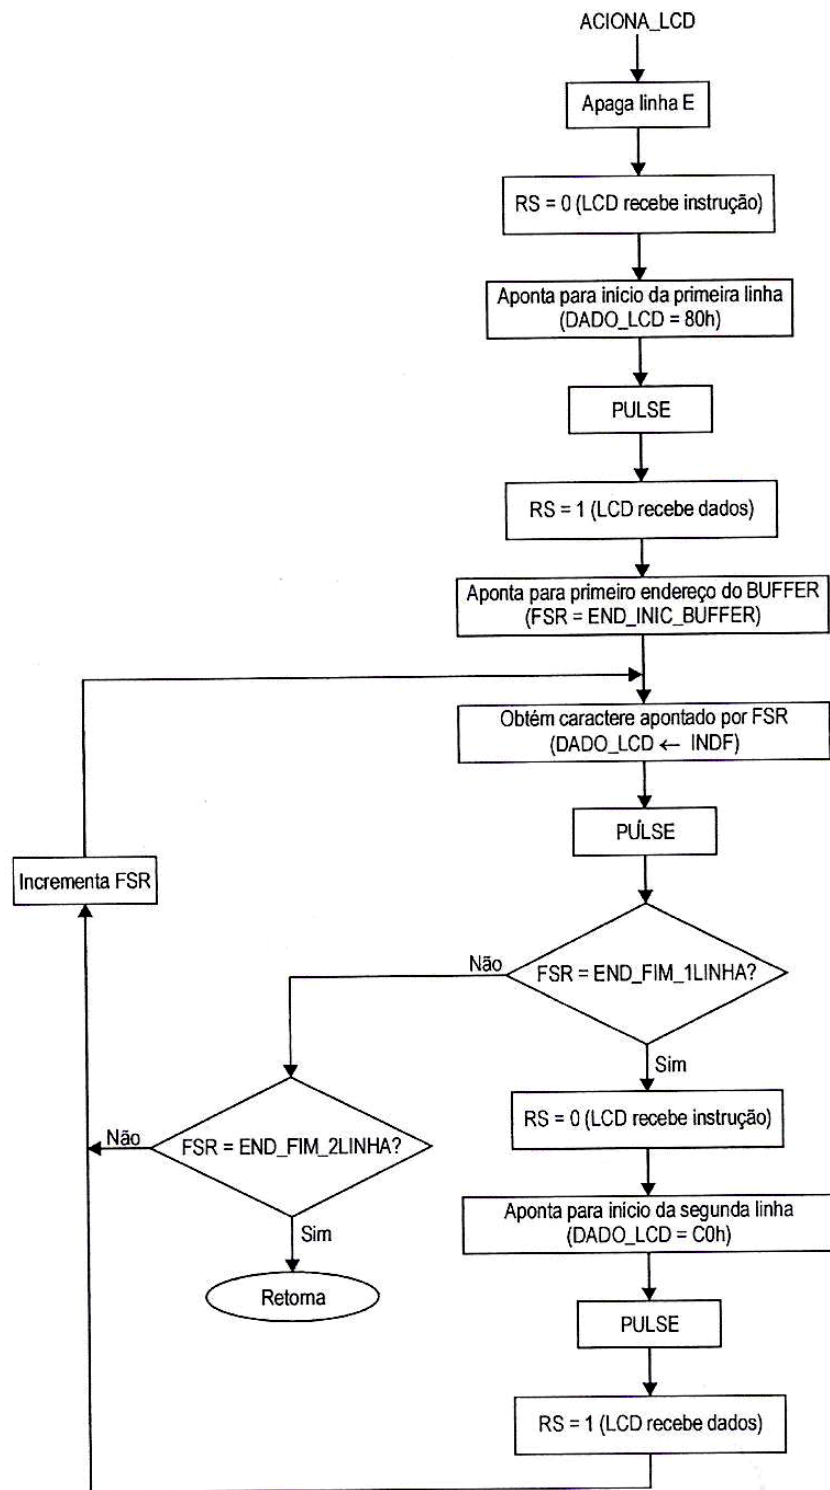 ACIONA_LCD
Apaga linha E
RS = 0 (LCD recebe instrução)
Aponta para início da primeira linha
(DADO_LCD = 80h)
PULSE
RS = 1 (LCD recebe dados)
Aponta para primeiro endereço do BUFFER
(FSR = END_INIC_BUFFER)
Obtém caractere apontado por FSR
(DADO_LCD ← INDF)
PULSE
Incrementa FSR
FSR = END_FIM_1LINHA?
Não
Sim
FSR = END_FIM_2LINHA?
Não
Sim
Retorna
RS = 0 (LCD recebe instrução)
Aponta para início da segunda linha
(DADO_LCD = C0h)
PULSE
RS = 1 (LCD recebe dados)